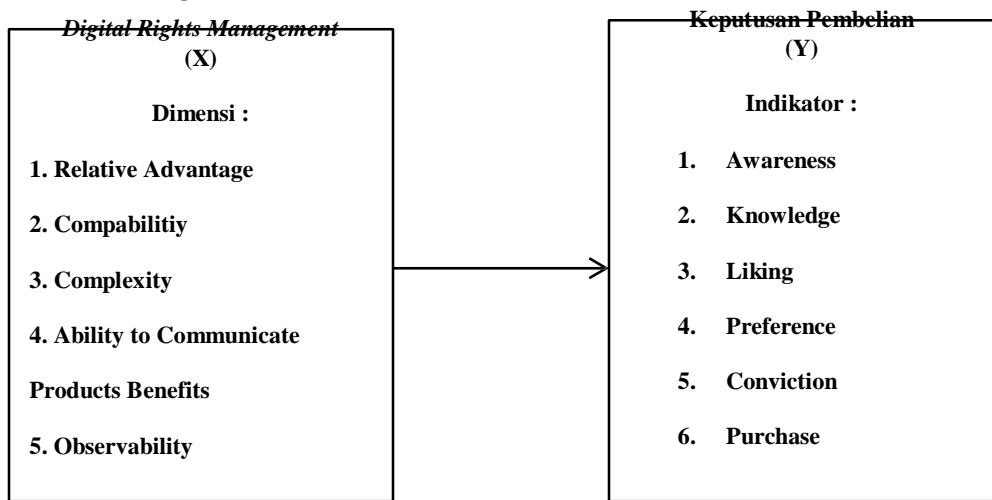 Digital Rights Management
(X)
Dimensi :
1. Relative Advantage
2. Compabilitiy
3. Complexity
4. Ability to Communicate
Products Benefits
5. Observability
Keputusan Pembelian
(Y)
Indikator :
1. Awareness
2. Knowledge
3. Liking
4. Preference
5. Conviction
6. Purchase